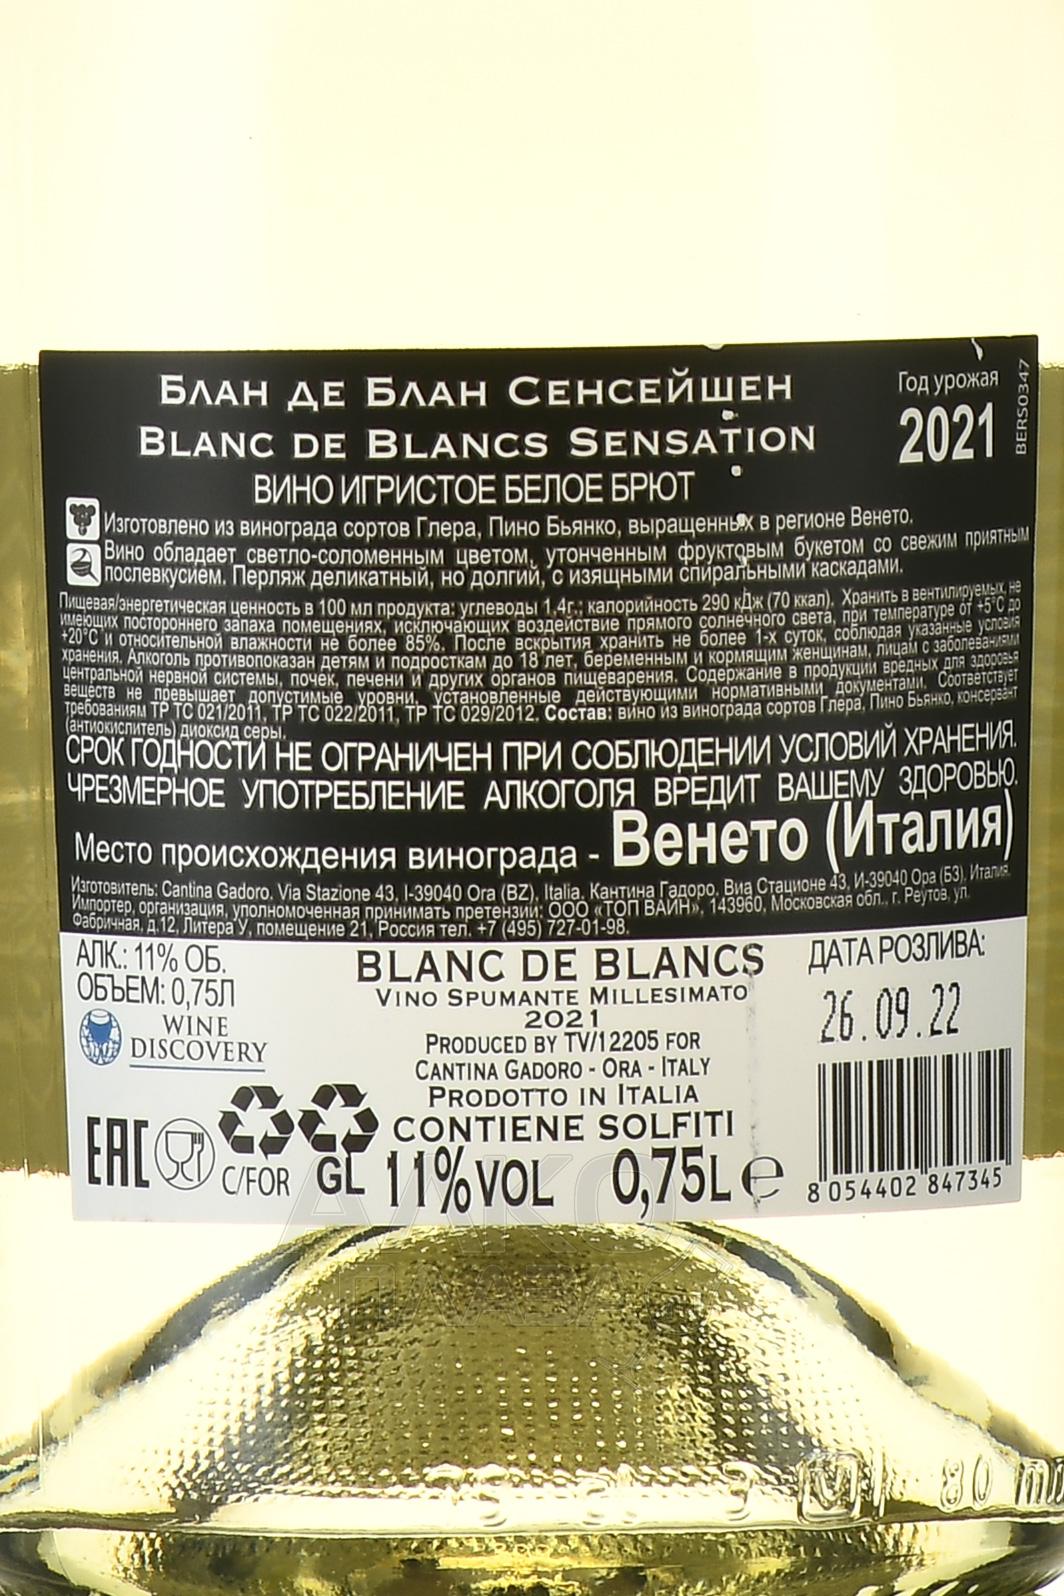 Блан де Блан Сенсейшен
Blanc de Blancs Sensation
ВИНО ИГРИСТОЕ БЕЛОЕ БРЮТ
Год урожая
2021
BERS0347
Изготовлено из винограда сортов Глера, Пино Бьянко, выращенных в регионе Венето.
Вино обладает светло-соломенным цветом, утонченным фруктовым букетом со свежим приятным
послевкусием. Перляж деликатный, но долгий, с изящными спиральными каскадами.
Пищевая/энергетическая ценность в 100 мл продукта: углеводы 1,4г.; калорийность 290 кДж (70 ккал). Хранить в вентилируемых, не
имеющих постороннего запаха помещениях, исключающих воздействие прямого солнечного света, при температуре от +5°С до
+20°С и относительной влажности не более 85%. После вскрытия хранить не более 1-х суток, соблюдая указанные условия
хранения. Алкоголь противопоказан детям и подросткам до 18 лет, беременным и кормящим женщинам, лицам с заболеваниями
центральной нервной системы, почек, печени и других органов пищеварения. Содержание в продукции вредных для здоровья
веществ не превышает допустимые уровни, установленные действующими нормативными документами. Соответствует
требованиям ТР ТС 021/2011, ТР ТС 022/2011, ТР ТС 029/2012. Состав: вино из винограда сортов Глера, Пино Бьянко, консервант
(антиокислитель) диоксид серы.
СРОК ГОДНОСТИ НЕ ОГРАНИЧЕН ПРИ СОБЛЮДЕНИИ УСЛОВИЙ ХРАНЕНИЯ.
ЧРЕЗМЕРНОЕ УПОТРЕБЛЕНИЕ АЛКОГОЛЯ ВРЕДИТ ВАШЕМУ ЗДОРОВЬЮ.
Место происхождения винограда - Венето (Италия)
Изготовитель: Cantina Gadoro. Via Stazione 43, I-39040 Ora (BZ), Italia. Кантина Гадоро. Виа Стационе 43, И-39040 Ора (БЗ), Италия.
Импортер, организация, уполномоченная принимать претензии: ООО «ТОП ВАЙН», 143960, Московская обл., г. Реутов, ул.
Фабричная, д.12, Литера У, помещение 21, Россия тел. +7 (495) 727-01-98.
АЛК.: 11% ОБ.
ОБЪЕМ: 0,75Л
WINE
DISCOVERY
EAC
C/FOR
GL
BLANC DE BLANCS
Vino Spumante Millesimato
2021
Produced by TV/12205 for
Cantina Gadoro - Ora - Italy
Prodotto in Italia
CONTIENE SOLFITI
11%VOL 0,75L e
ДАТА РОЗЛИВА:
26.09.22
8 054402 847345
АЛКО
ПЛАЗА
80 m